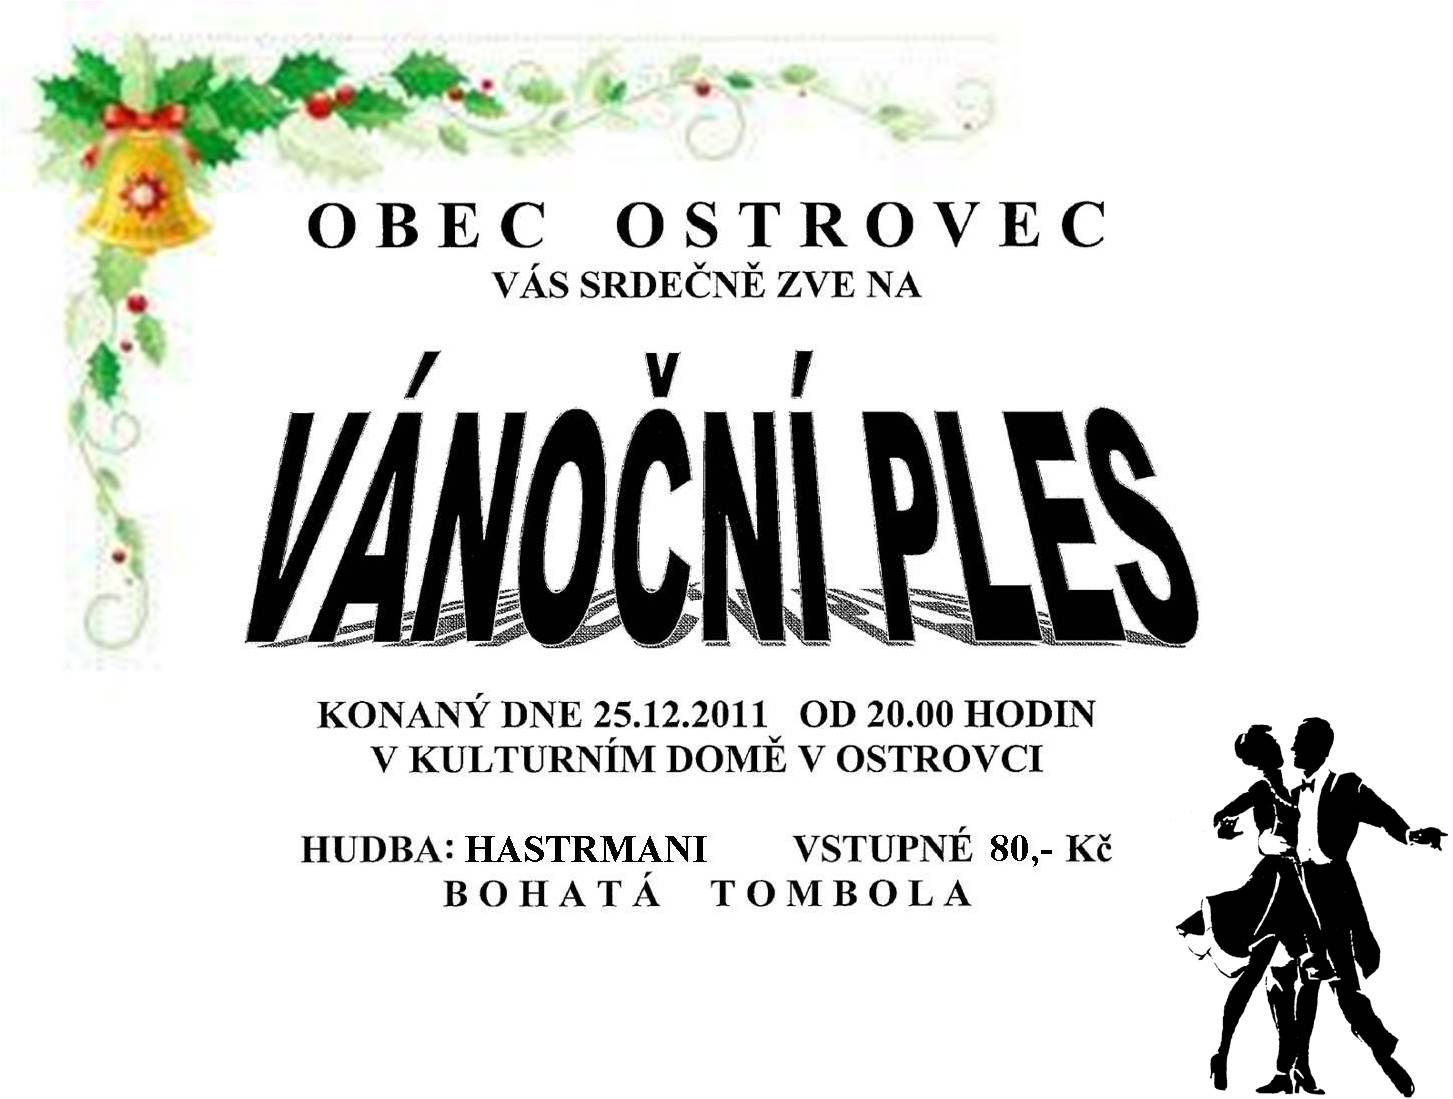 OBEC OSTROVEC
VÁS SRDEČNĚ ZVE NA
VÁNOČNÍ PLES
KONANÝ DNE 25.12.2011 OD 20.00 HODIN
V KULTURNÍM DOMĚ V OSTROVCI
HUDBA: HASTRMANI VSTUPNÉ 80,- Kč
BOHATÁ TOMBOLA